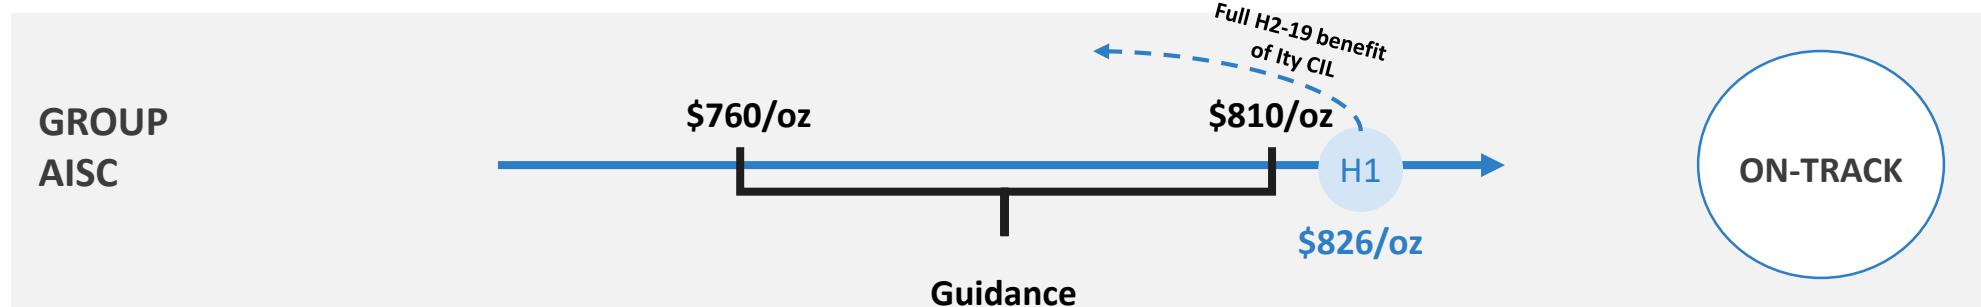 Full H2-19 benefit
of Ity CIL
GROUP
AISC
$760/oz
$810/oz
H1
ON-TRACK
$826/oz
Guidance